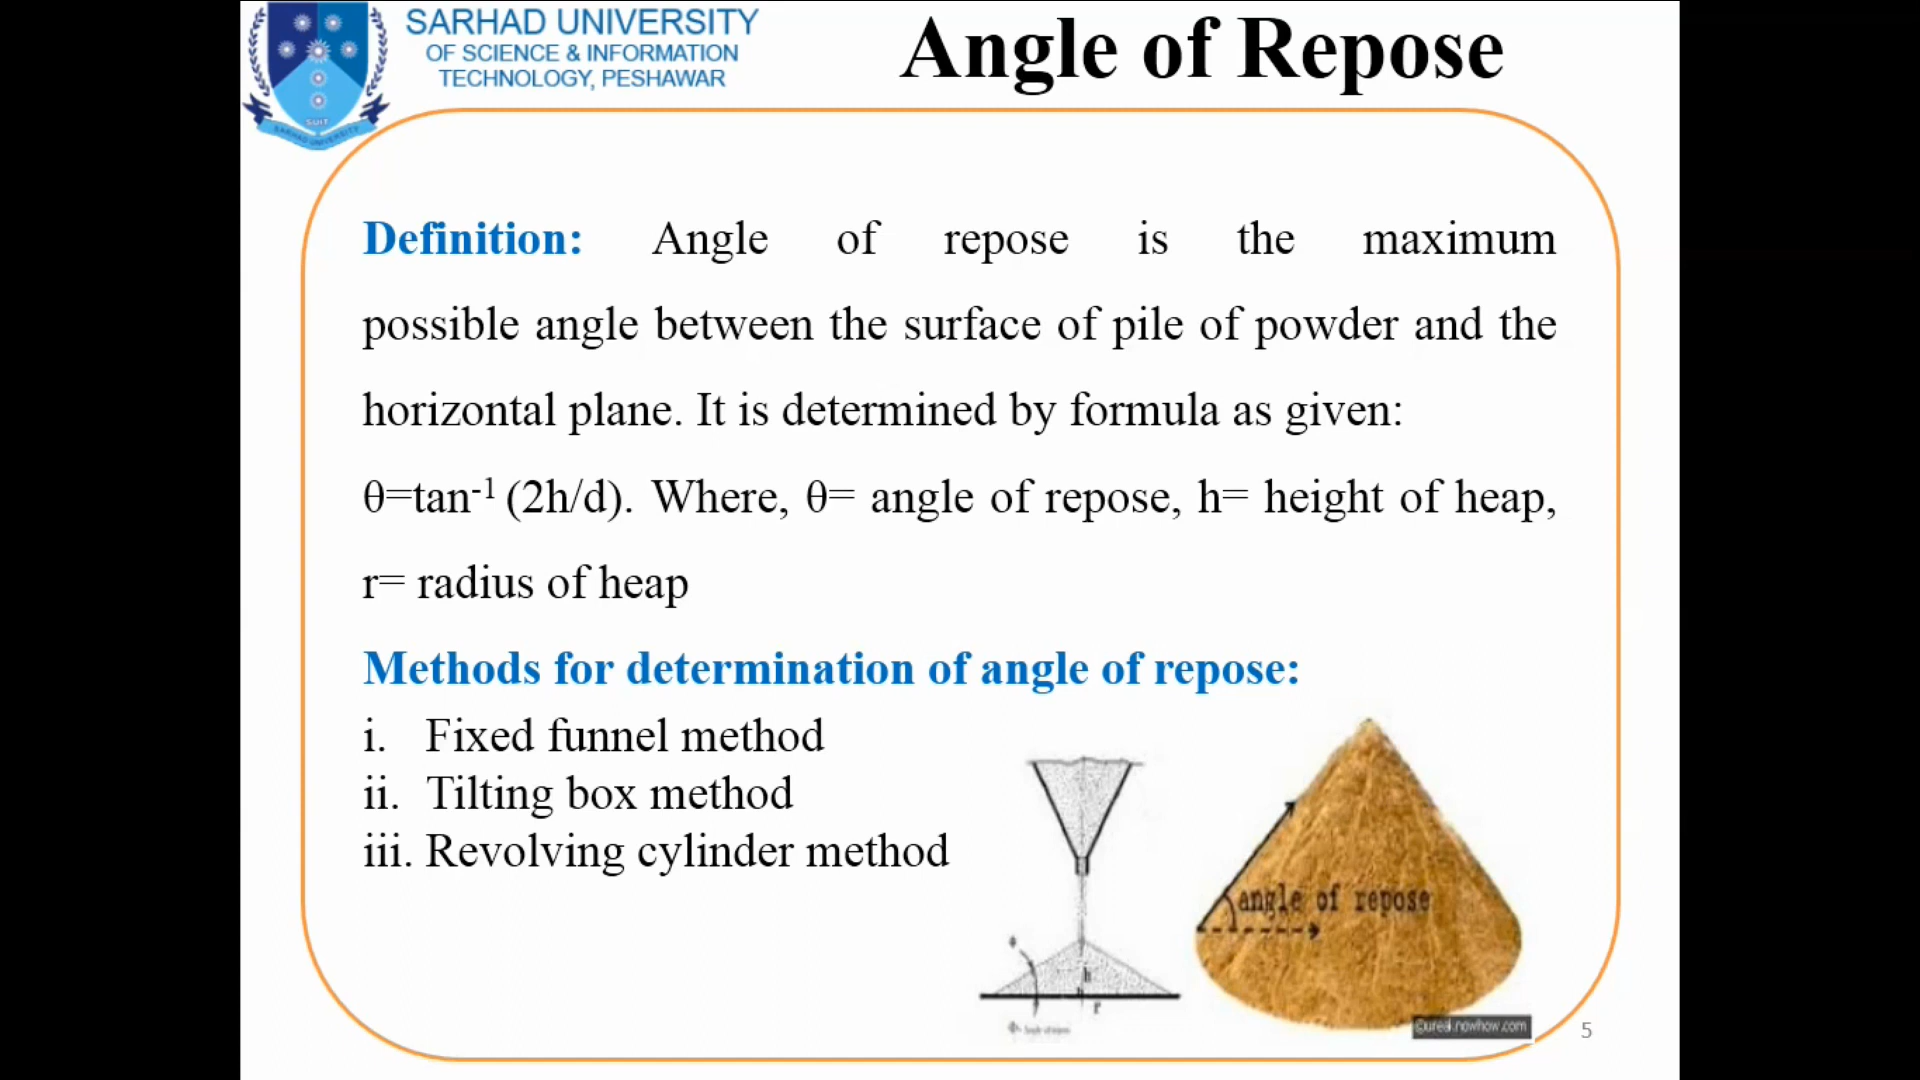 SARHAD UNIVERSITY
OF SCIENCE & INFORMATION
TECHNOLOGY, PESHAWAR
SUIT
SARHAD UNIVERSITY
Angle of Repose
Definition: Angle of repose is the maximum
possible angle between the surface of pile of powder and the
horizontal plane. It is determined by formula as given:
θ=tan⁻¹ (2h/d). Where, θ= angle of repose, h= height of heap,
r= radius of heap
Methods for determination of angle of repose:
i. Fixed funnel method
ii. Tilting box method
iii. Revolving cylinder method
h
r
angle of repose
5